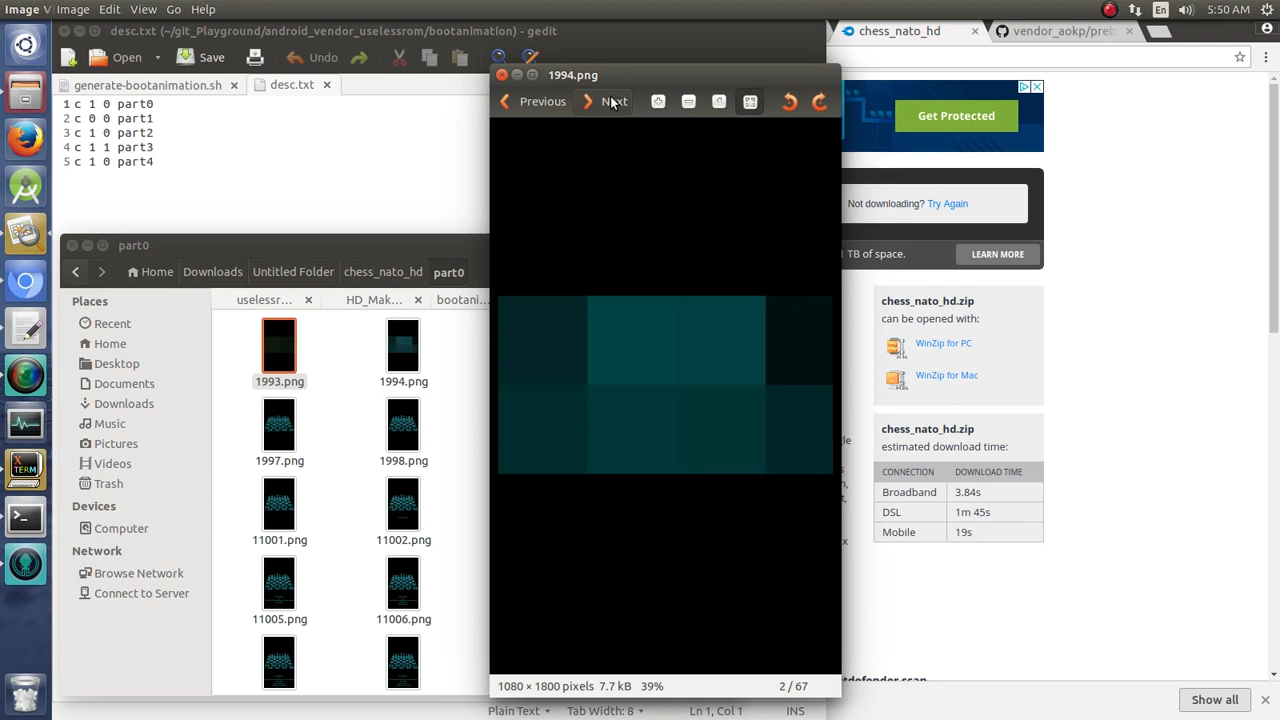 Image V
Image Edit View Go Help
En
5:50 AM
desc.txt (~/git_Playground/android_vendor_uselessrom/bootanimation) - gedit
Open
Save
Undo
generate-bootanimation.sh
desc.txt
1 c 1 0 part0
2 c 0 0 part1
3 c 1 0 part2
4 c 1 1 part3
5 c 1 0 part4
1994.png
Previous
Next
1080 × 1800 pixels 7.7 kB 39%
2 / 67
part0
Home
Downloads
Untitled Folder
chess_nato_hd
part0
Places
Recent
Home
Desktop
Documents
Downloads
Music
Pictures
Videos
Trash
Devices
Computer
Network
Browse Network
Connect to Server
uselessr...
HD_Mak...
bootani...
1993.png
1994.png
1997.png
1998.png
11001.png
11002.png
11005.png
11006.png
XTERM
Plain Text
Tab Width: 8
Ln 1, Col 1
INS
chess_nato_hd
vendor_aokp/preb
Get Protected
Not downloading? Try Again
TB of space.
LEARN MORE
chess_nato_hd.zip
can be opened with:
WinZip for PC
WinZip for Mac
chess_nato_hd.zip
estimated download time:
CONNECTION DOWNLOAD TIME
Broadband 3.84s
DSL 1m 45s
Mobile 19s
Show all